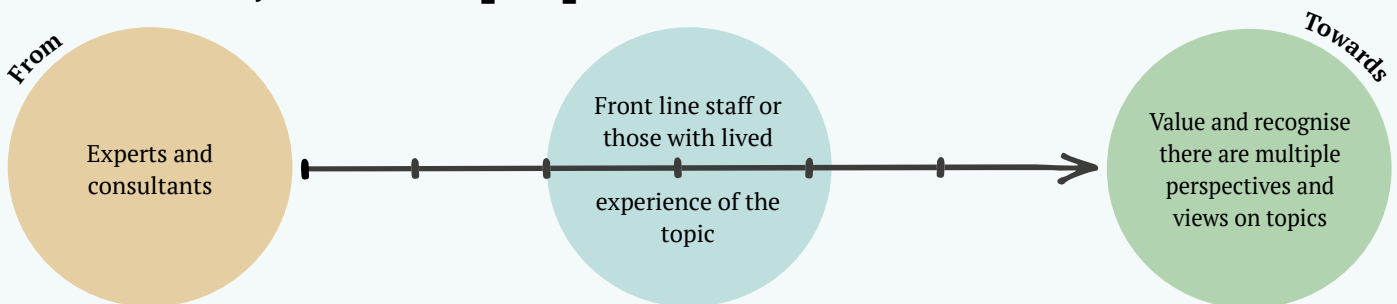 From
Experts and
consultants
Front line staff or
those with lived
experience of the
topic
Towards
Value and recognise
there are multiple
perspectives and
views on topics